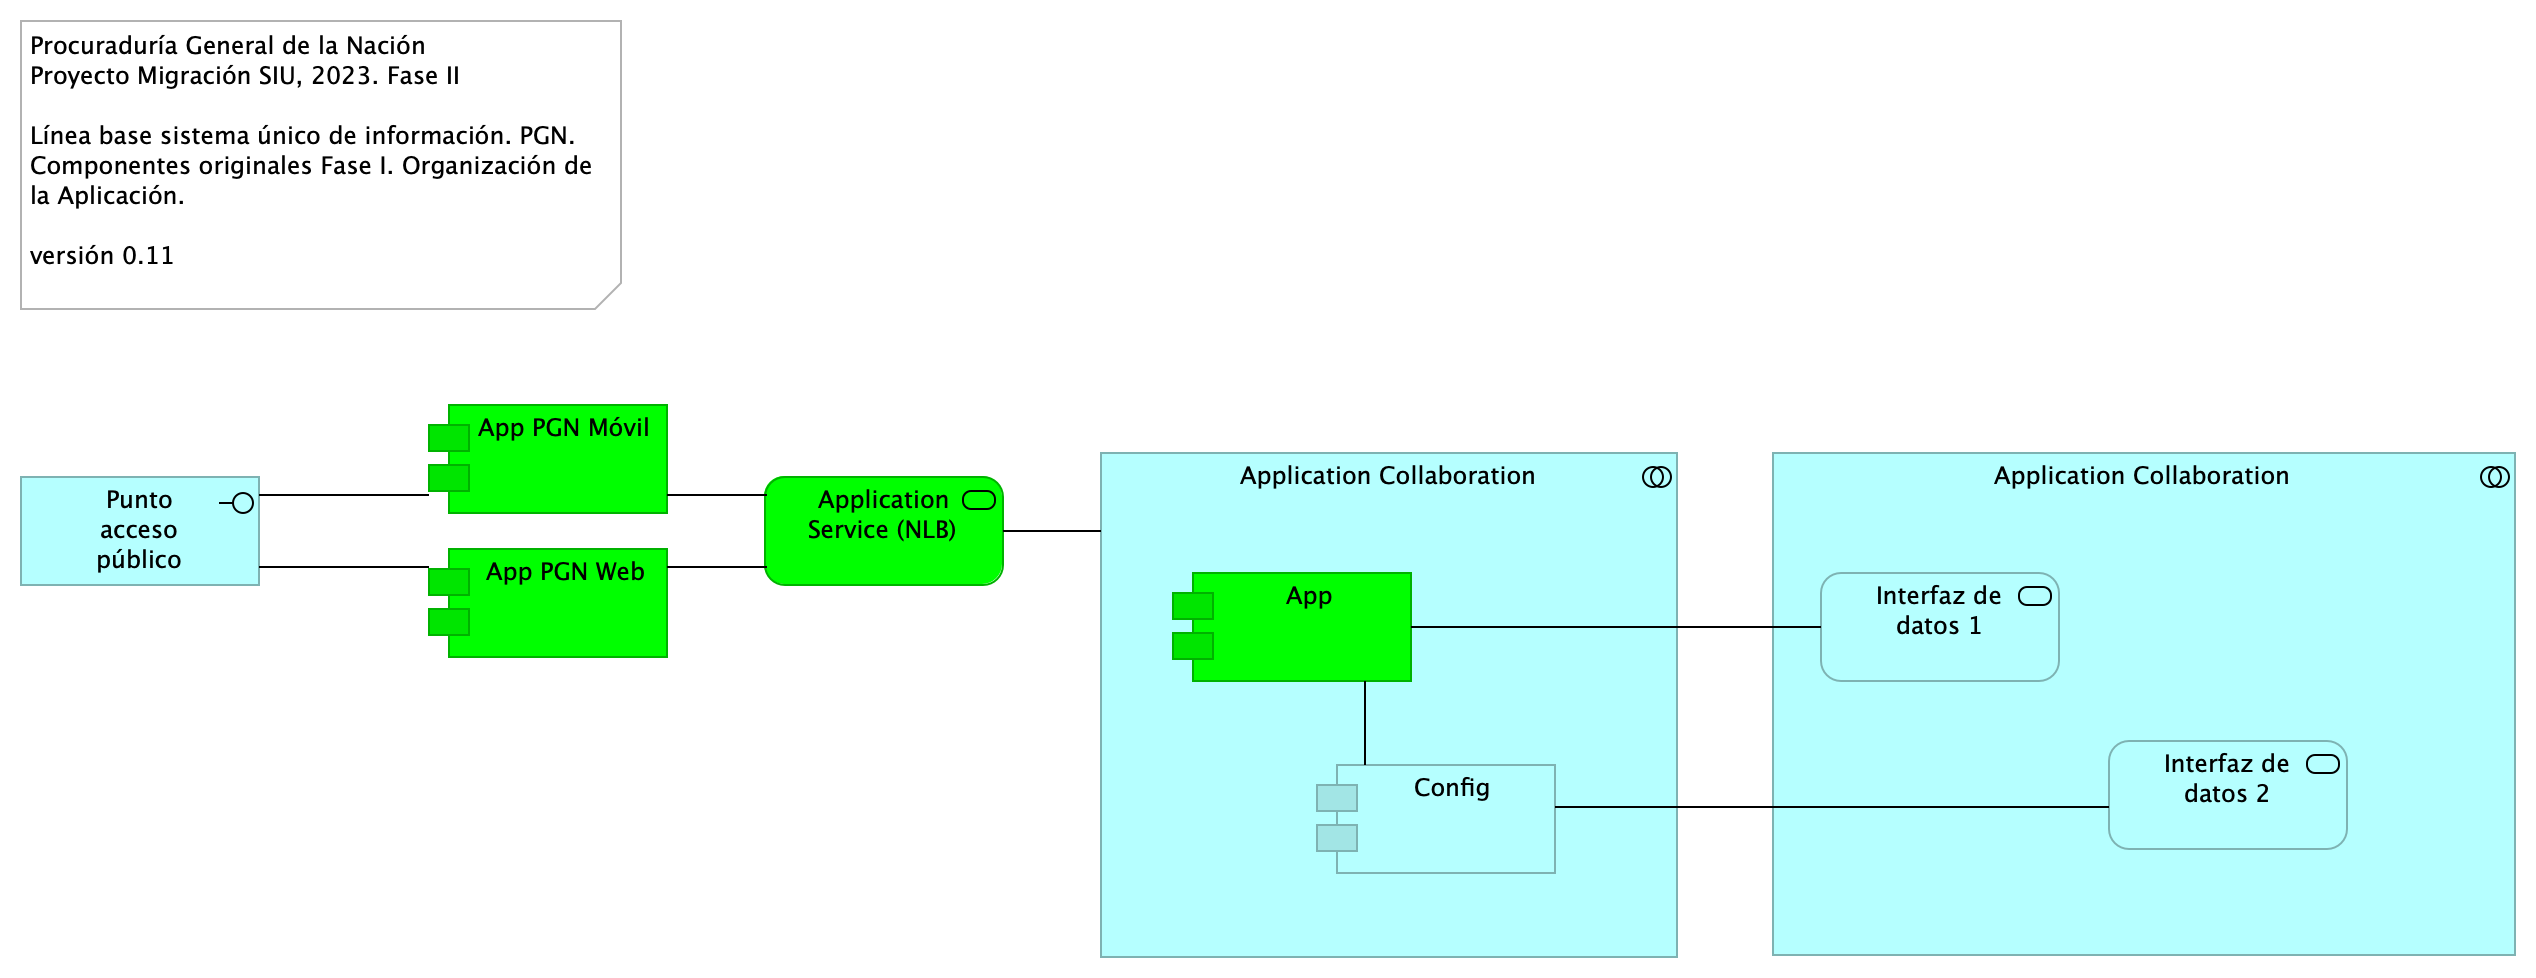 Procuraduría General de la Nación
Proyecto Migración SIU, 2023. Fase II
Línea base sistema único de información. PGN.
Componentes originales Fase I. Organización de
la Aplicación.
versión 0.11
Punto
acceso
público
App PGN Móvil
App PGN Web
Application
Service (NLB)
Application Collaboration
App
Config
Application Collaboration
Interfaz de
datos 1
Interfaz de
datos 2